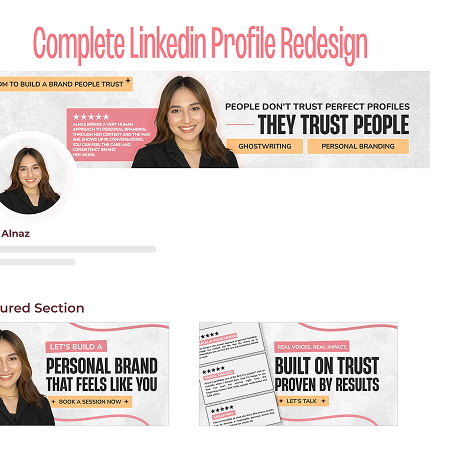 Complete Linkedin Profile Redesign
OM TO BUILD A BRAND PEOPLE TRUST
★★★★★
ALNAZ BRINGS A VERY HUMAN
APPROACH TO PERSONAL BRANDING.
THROUGH HER CONTENT AND THE WAY
SHE SHOWS UP IN CONVERSATIONS,
YOU CAN FEEL THE CARE AND
CONSISTENCY BEHIND
HER WORK.
PEOPLE DON'T TRUST PERFECT PROFILES
THEY TRUST PEOPLE
GHOSTWRITING
PERSONAL BRANDING
Alnaz
ured Section
LET'S BUILD A
PERSONAL BRAND
THAT FEELS LIKE YOU
BOOK A SESSION NOW
REAL VOICES. REAL IMPACT.
BUILT ON TRUST
PROVEN BY RESULTS
LET'S TALK